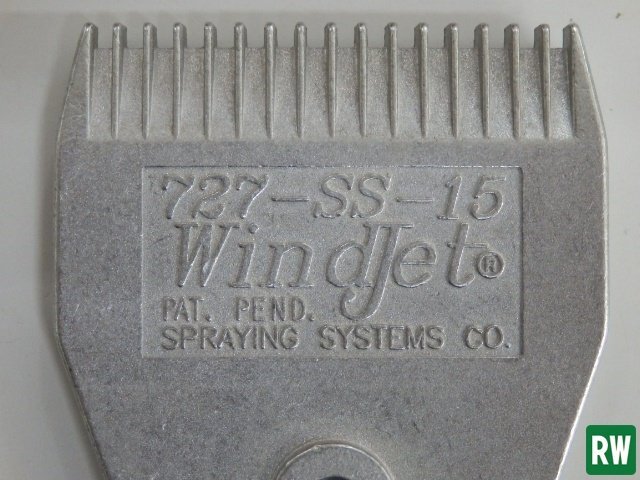 727-SS-15
WindJet®
PAT. PEND.
SPRAYING SYSTEMS CO.
RW